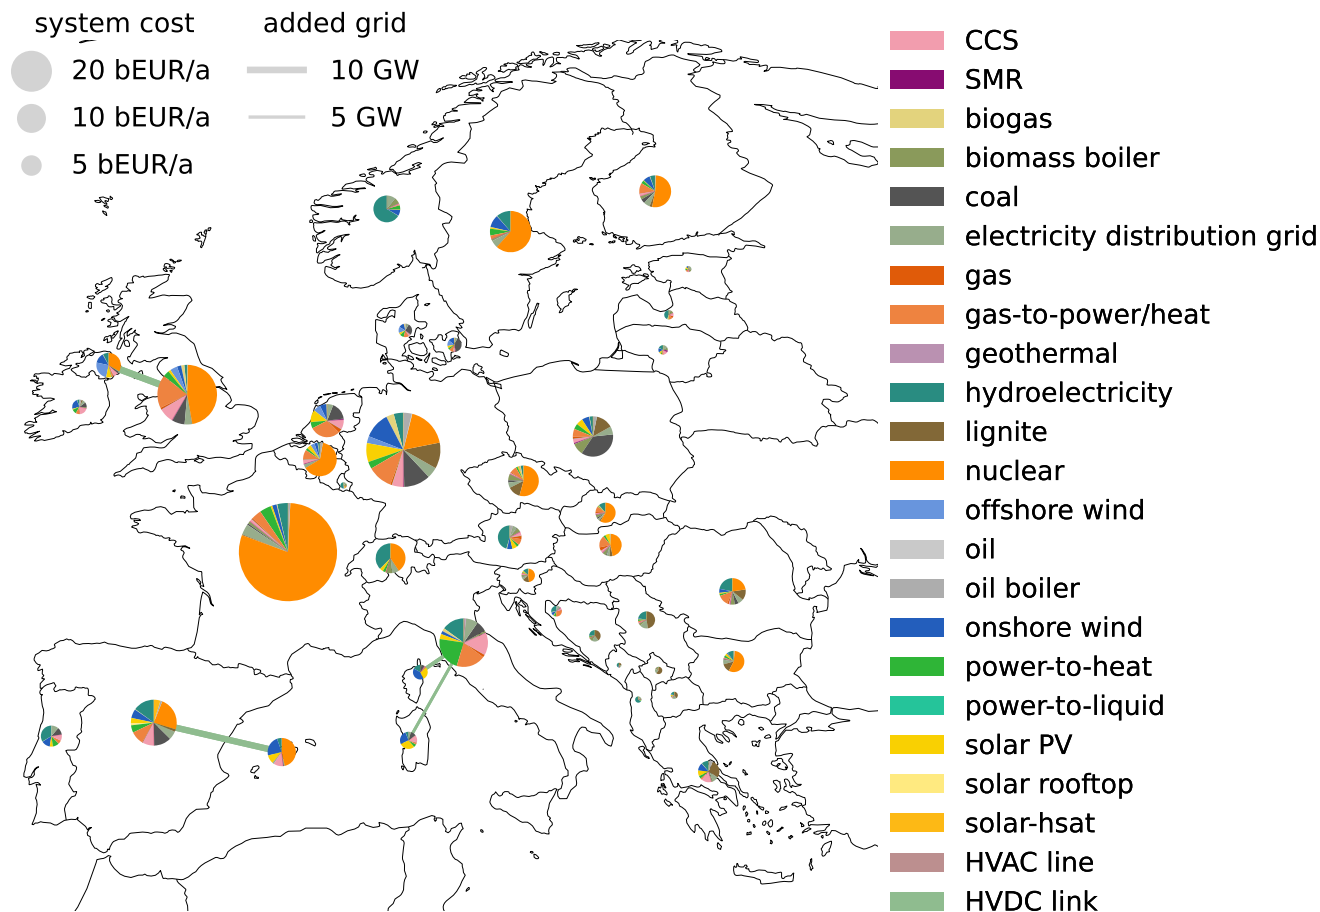 system cost
added grid
20 bEUR/a
10 GW
10 bEUR/a
5 GW
5 bEUR/a
CCS
SMR
biogas
biomass boiler
coal
electricity distribution grid
gas
gas-to-power/heat
geothermal
hydroelectricity
lignite
nuclear
offshore wind
oil
oil boiler
onshore wind
power-to-heat
power-to-liquid
solar PV
solar rooftop
solar-hsat
HVAC line
HVDC link